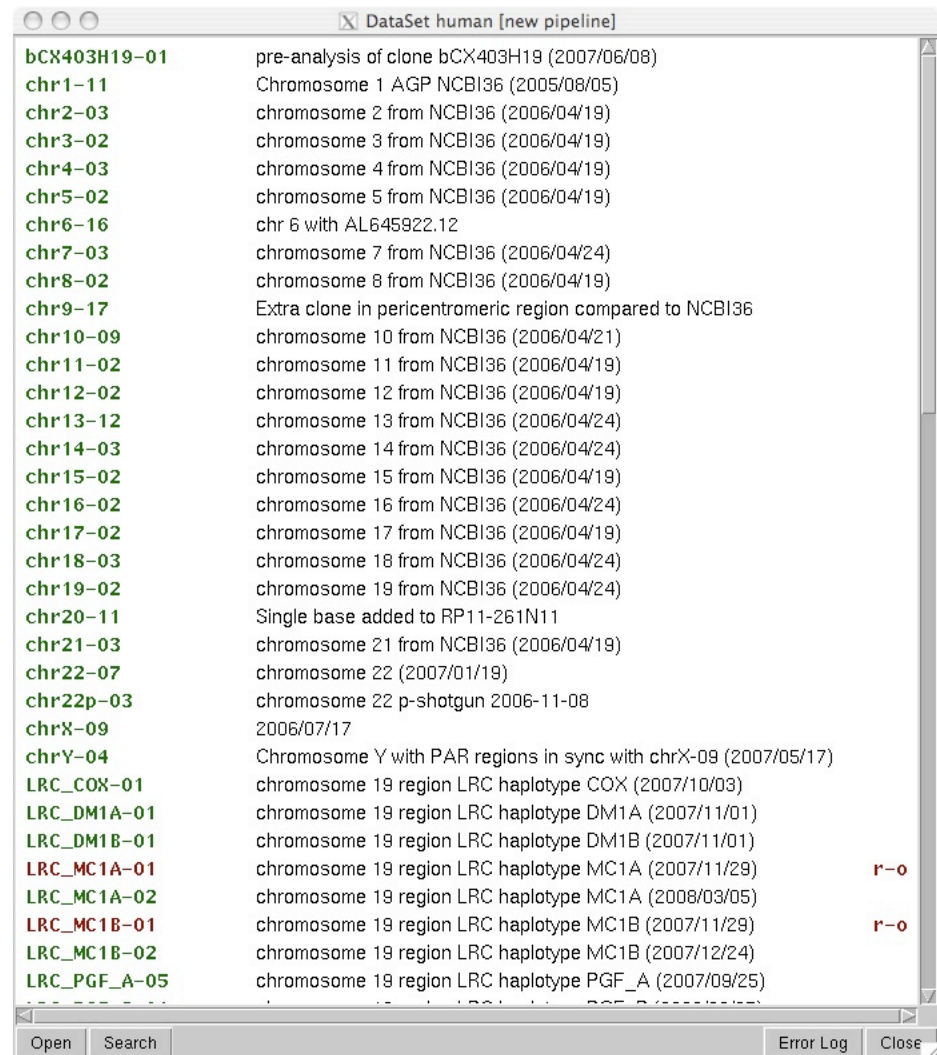 DataSet human [new pipeline]
bCX403H19-01 pre-analysis of clone bCX403H19 (2007/06/08)
chr1-11 Chromosome 1 AGP NCBI36 (2005/08/05)
chr2-03 chromosome 2 from NCBI36 (2006/04/19)
chr3-02 chromosome 3 from NCBI36 (2006/04/19)
chr4-03 chromosome 4 from NCBI36 (2006/04/19)
chr5-02 chromosome 5 from NCBI36 (2006/04/19)
chr6-16 chr 6 with AL645922.12
chr7-03 chromosome 7 from NCBI36 (2006/04/24)
chr8-02 chromosome 8 from NCBI36 (2006/04/19)
chr9-17 Extra clone in pericentromeric region compared to NCBI36
chr10-09 chromosome 10 from NCBI36 (2006/04/21)
chr11-02 chromosome 11 from NCBI36 (2006/04/19)
chr12-02 chromosome 12 from NCBI36 (2006/04/19)
chr13-12 chromosome 13 from NCBI36 (2006/04/24)
chr14-03 chromosome 14 from NCBI36 (2006/04/24)
chr15-02 chromosome 15 from NCBI36 (2006/04/19)
chr16-02 chromosome 16 from NCBI36 (2006/04/24)
chr17-02 chromosome 17 from NCBI36 (2006/04/19)
chr18-03 chromosome 18 from NCBI36 (2006/04/24)
chr19-02 chromosome 19 from NCBI36 (2006/04/24)
chr20-11 Single base added to RP11-261N11
chr21-03 chromosome 21 from NCBI36 (2006/04/19)
chr22-07 chromosome 22 (2007/01/19)
chr22p-03 chromosome 22 p-shotgun 2006-11-08
chrX-09 2006/07/17
chrY-04 Chromosome Y with PAR regions in sync with chrX-09 (2007/05/17)
LRC_COX-01 chromosome 19 region LRC haplotype COX (2007/10/03)
LRC_DM1A-01 chromosome 19 region LRC haplotype DM1A (2007/11/01)
LRC_DM1B-01 chromosome 19 region LRC haplotype DM1B (2007/11/01)
LRC_MC1A-01 chromosome 19 region LRC haplotype MC1A (2007/11/29) r-o
LRC_MC1A-02 chromosome 19 region LRC haplotype MC1A (2008/03/05)
LRC_MC1B-01 chromosome 19 region LRC haplotype MC1B (2007/11/29) r-o
LRC_MC1B-02 chromosome 19 region LRC haplotype MC1B (2007/12/24)
LRC_PGF_A-05 chromosome 19 region LRC haplotype PGF_A (2007/09/25)
Open Search Error Log Close